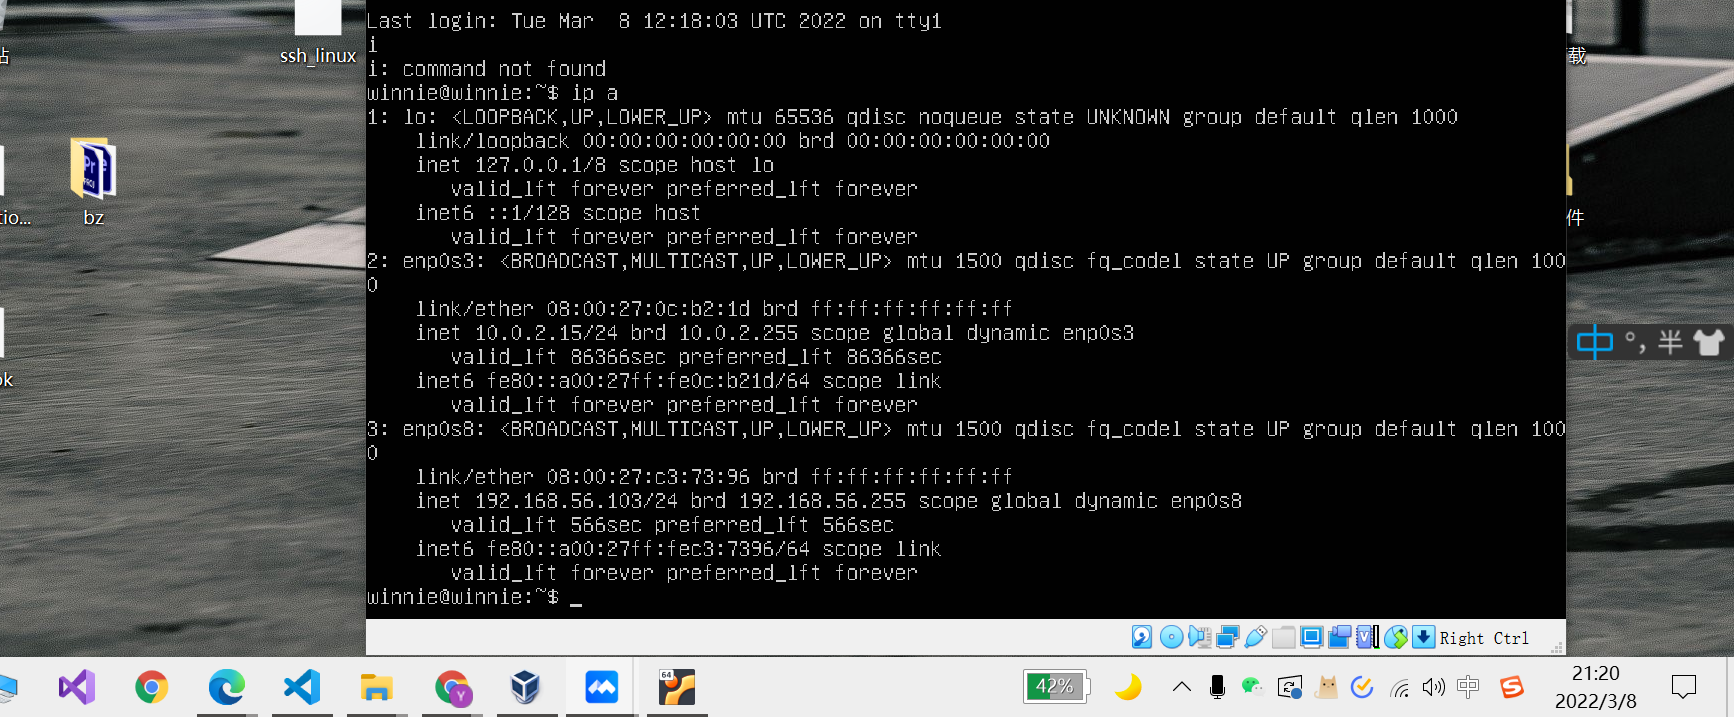 Last login: Tue Mar  8 12:18:03 UTC 2022 on tty1
i
i: command not found
winnie@winnie:~$ ip a
1: lo: <LOOPBACK,UP,LOWER_UP> mtu 65536 qdisc noqueue state UNKNOWN group default qlen 1000
    link/loopback 00:00:00:00:00:00 brd 00:00:00:00:00:00
    inet 127.0.0.1/8 scope host lo
       valid_lft forever preferred_lft forever
    inet6 ::1/128 scope host
       valid_lft forever preferred_lft forever
2: enp0s3: <BROADCAST,MULTICAST,UP,LOWER_UP> mtu 1500 qdisc fq_codel state UP group default qlen 100
0
    link/ether 08:00:27:0c:b2:1d brd ff:ff:ff:ff:ff:ff
    inet 10.0.2.15/24 brd 10.0.2.255 scope global dynamic enp0s3
       valid_lft 86366sec preferred_lft 86366sec
    inet6 fe80::a00:27ff:fe0c:b21d/64 scope link
       valid_lft forever preferred_lft forever
3: enp0s8: <BROADCAST,MULTICAST,UP,LOWER_UP> mtu 1500 qdisc fq_codel state UP group default qlen 100
0
    link/ether 08:00:27:c3:73:96 brd ff:ff:ff:ff:ff:ff
    inet 192.168.56.103/24 brd 192.168.56.255 scope global dynamic enp0s8
       valid_lft 566sec preferred_lft 566sec
    inet6 fe80::a00:27ff:fec3:7396/64 scope link
       valid_lft forever preferred_lft forever
winnie@winnie:~$ _
Right Ctrl
站
ssh_linux
载
Pr
PROJ
tio...
bz
件
ok
中 °, 半
64
Y
42%
中
S
21:20
2022/3/8